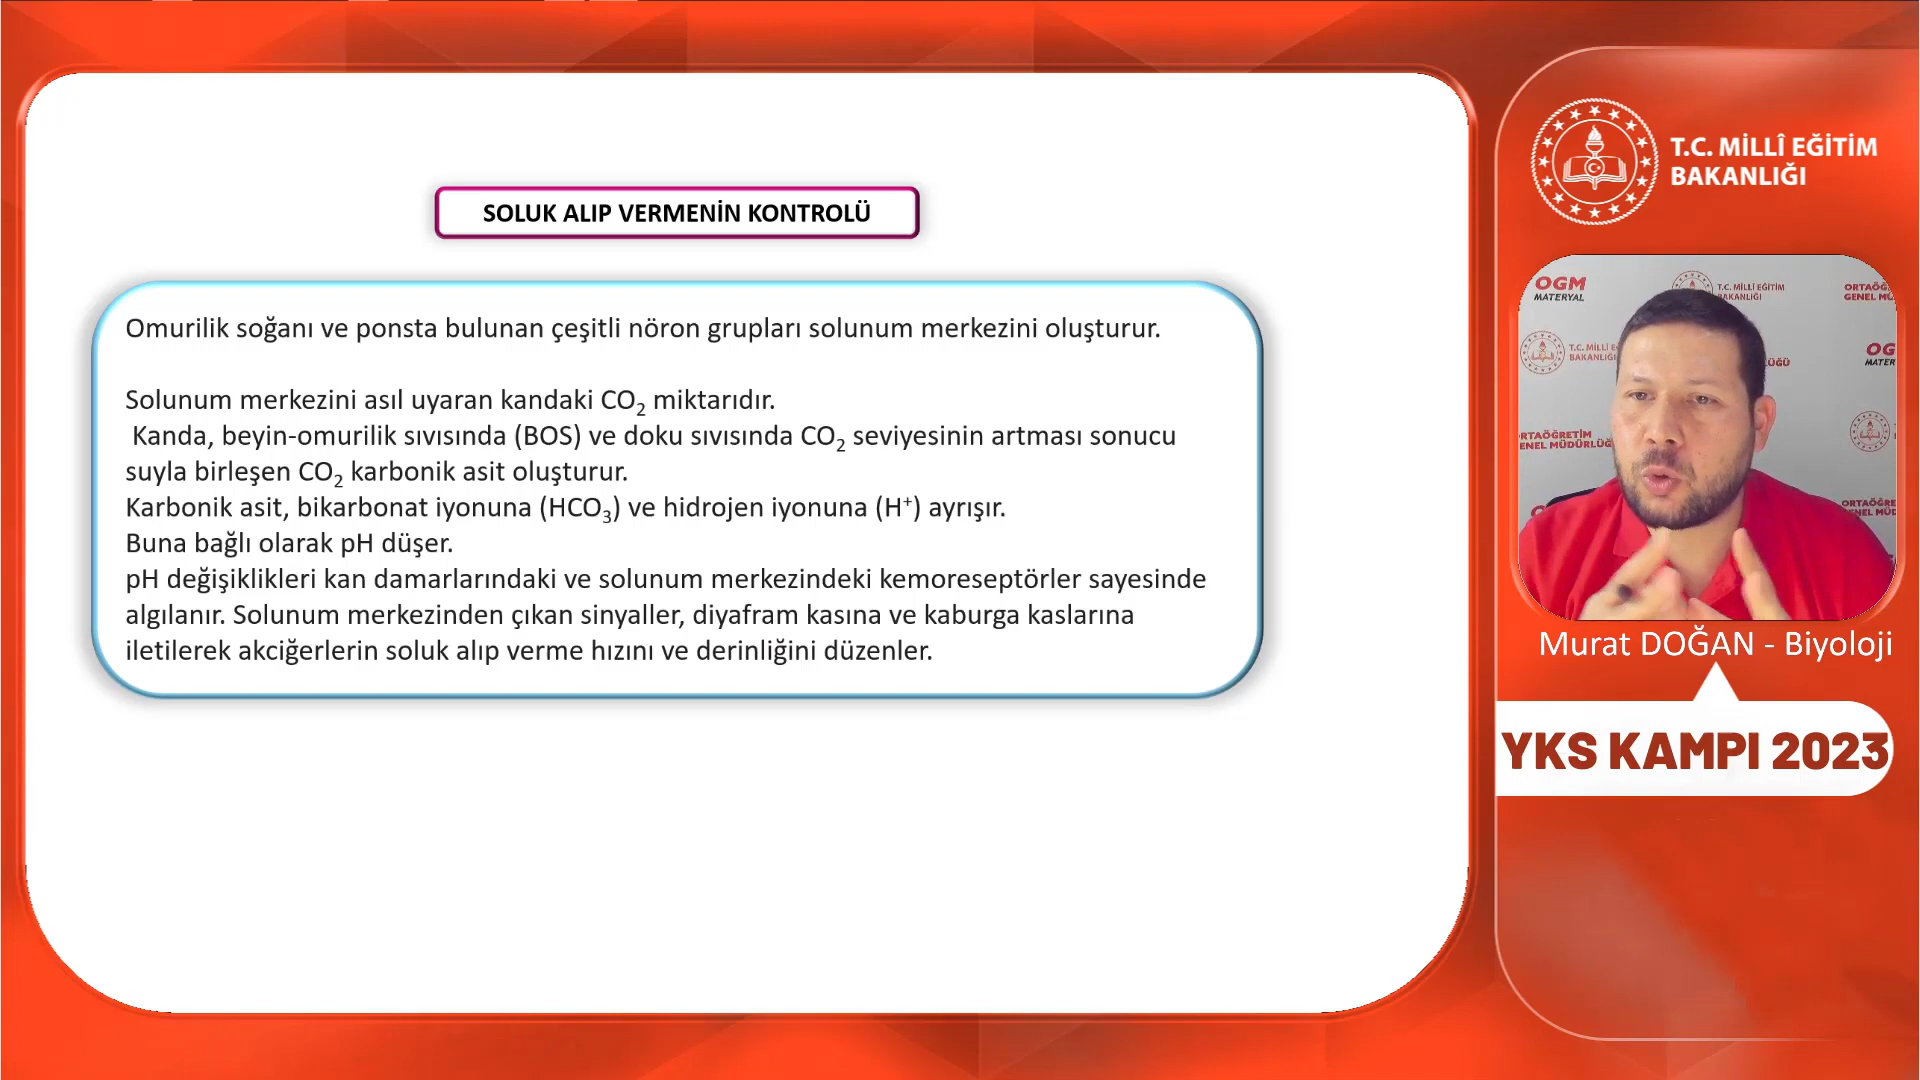 SOLUK ALIP VERMENİN KONTROLÜ
Omurilik soğanı ve ponsta bulunan çeşitli nöron grupları solunum merkezini oluşturur.
Solunum merkezini asıl uyaran kandaki CO₂ miktarıdır.
Kanda, beyin-omurilik sıvısında (BOS) ve doku sıvısında CO₂ seviyesinin artması sonucu
suyla birleşen CO₂ karbonik asit oluşturur.
Karbonik asit, bikarbonat iyonuna (HCO₃) ve hidrojen iyonuna (H⁺) ayrışır.
Buna bağlı olarak pH düşer.
pH değişiklikleri kan damarlarındaki ve solunum merkezindeki kemoreseptörler sayesinde
algılanır. Solunum merkezinden çıkan sinyaller, diyafram kasına ve kaburga kaslarına
iletilerek akciğerlerin soluk alıp verme hızını ve derinliğini düzenler.
T.C. MİLLÎ EĞİTİM
BAKANLIĞI
OGM
MATERYAL
T.C. MİLLÎ EĞİTİM
BAKANLIĞI
Murat DOĞAN - Biyoloji
YKS KAMPI 2023